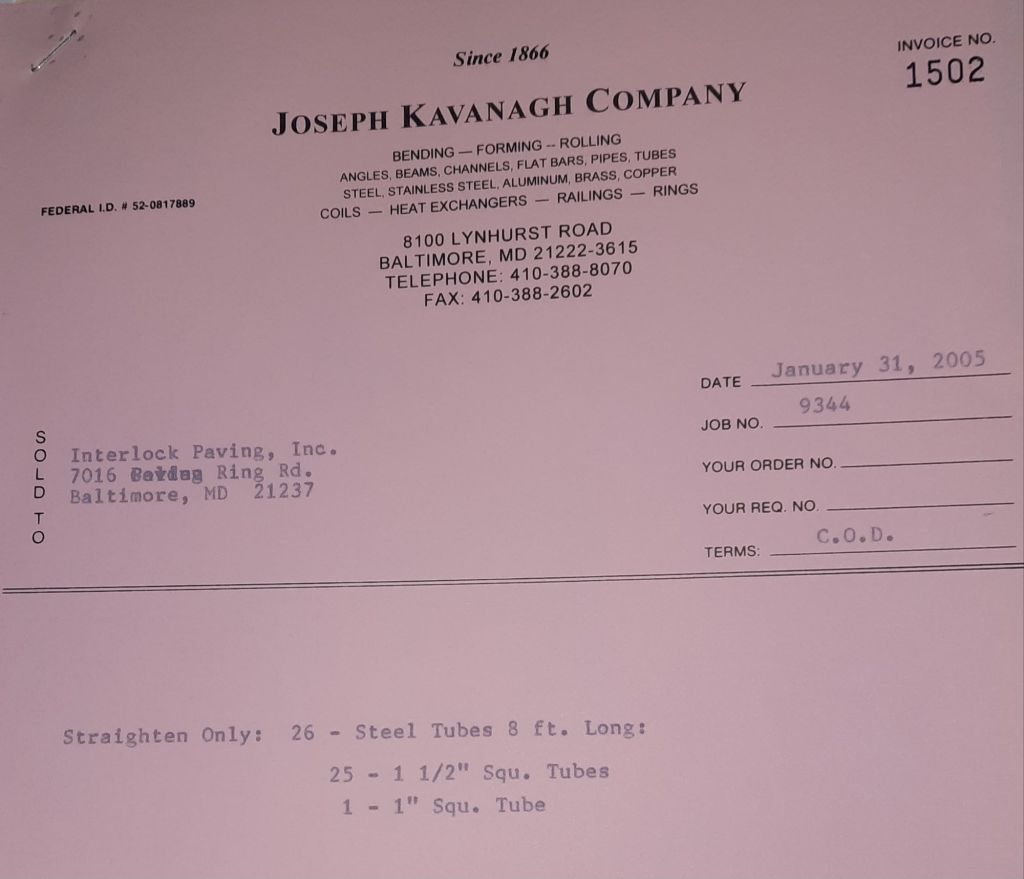 Since 1866
INVOICE NO.
1502
JOSEPH KAVANAGH COMPANY
BENDING — FORMING -- ROLLING
ANGLES, BEAMS, CHANNELS, FLAT BARS, PIPES, TUBES
STEEL, STAINLESS STEEL, ALUMINUM, BRASS, COPPER
COILS — HEAT EXCHANGERS — RAILINGS — RINGS
FEDERAL I.D. # 52-0817889
8100 LYNHURST ROAD
BALTIMORE, MD 21222-3615
TELEPHONE: 410-388-8070
FAX: 410-388-2602
DATE January 31, 2005
JOB NO. 9344
YOUR ORDER NO.
YOUR REQ. NO.
TERMS: C.O.D.
SOLD TO
Interlock Paving, Inc.
7016 Ring Rd.
Baltimore, MD 21237
Straighten Only: 26 - Steel Tubes 8 ft. Long:
25 - 1 1/2" Squ. Tubes
1 - 1" Squ. Tube